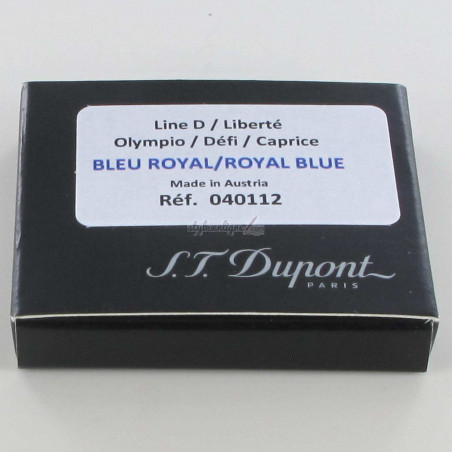 Line D / Liberté
Olympio / Défi / Caprice
BLEU ROYAL/ROYAL BLUE
Made in Austria
Réf. 040112
S.T. Dupont
PARIS